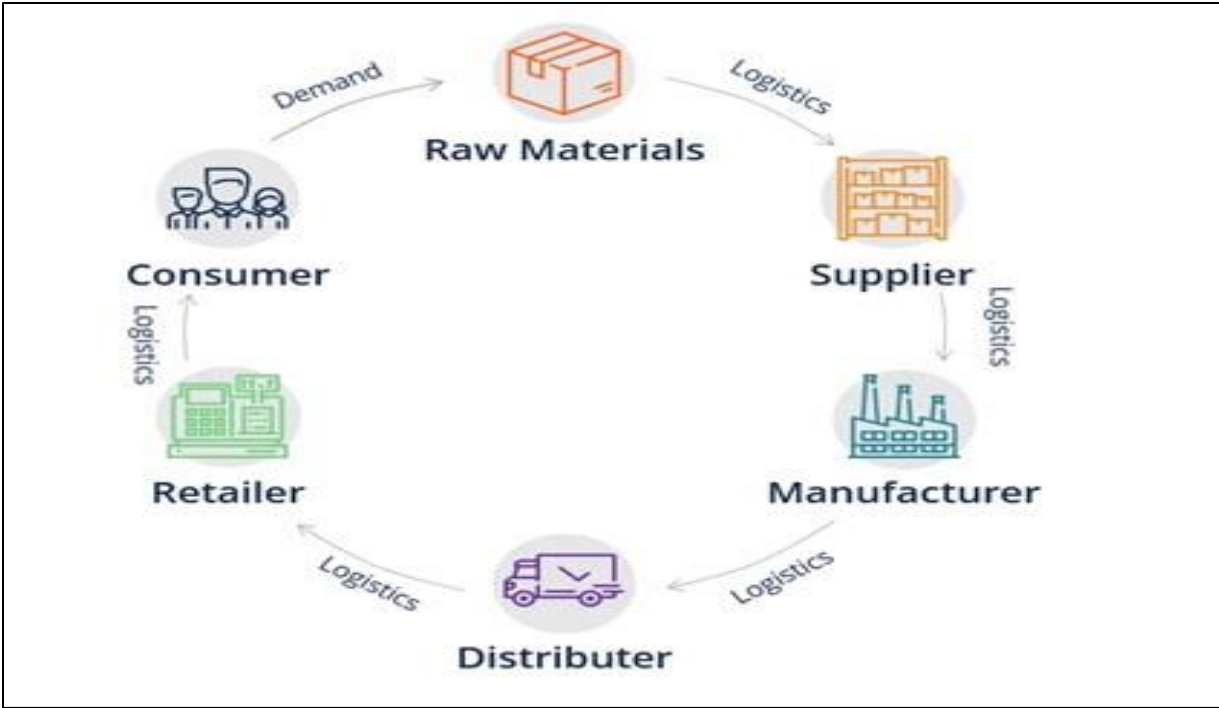 Demand
Logistics
Raw Materials
Consumer
Supplier
Logistics
Logistics
Retailer
Manufacturer
Logistics
Logistics
Distributer